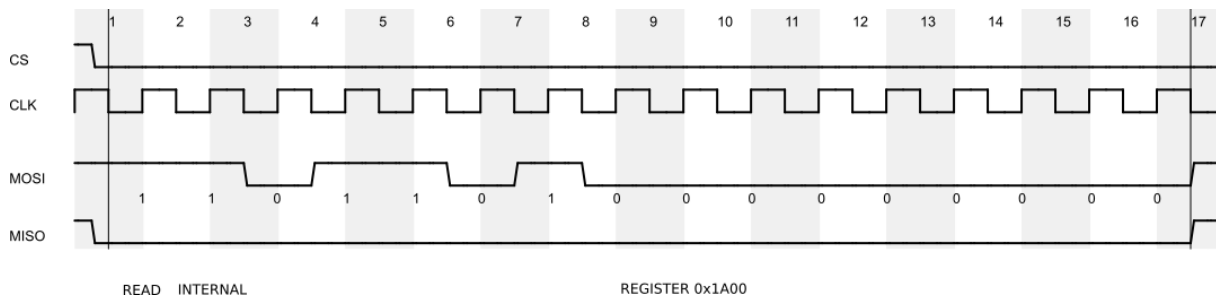 1 2 3 4 5 6 7 8 9 10 11 12 13 14 15 16 17
CS
CLK
MOSI
1 1 0 1 1 0 1 0 0 0 0 0 0 0 0 0
MISO
READ INTERNAL REGISTER 0x1A00